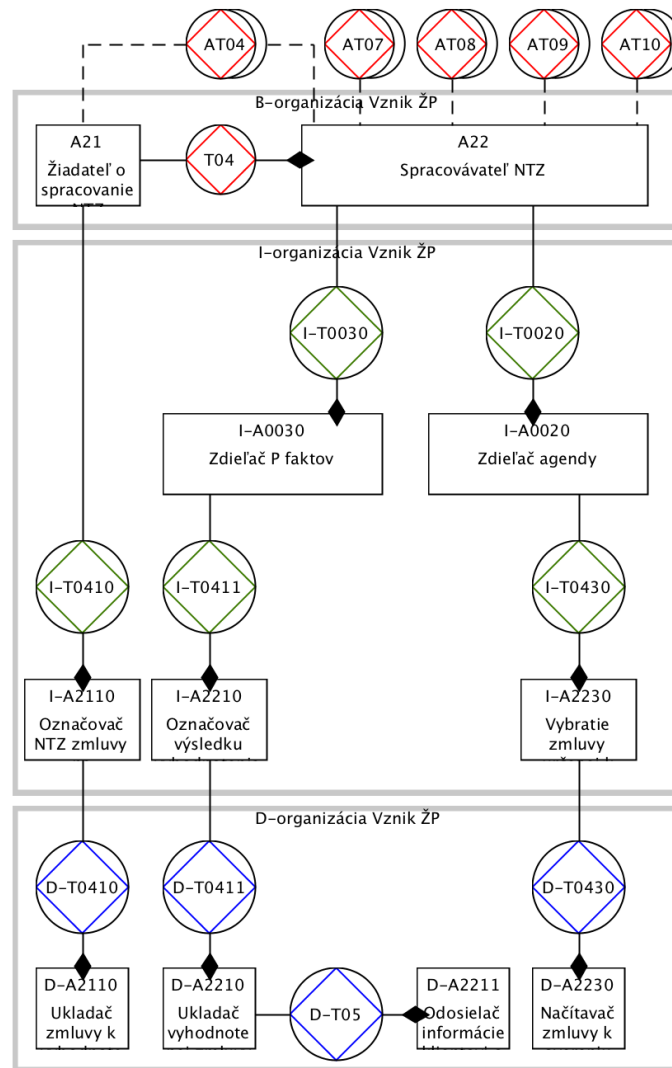 AT04
AT07
AT08
AT09
AT10
B-organizácia Vznik ŽP
A21
Žiadateľ o
spracovanie
NTZ
T04
A22
Spracovávateľ NTZ
I-organizácia Vznik ŽP
I-T0030
I-T0020
I-A0030
Zdieľač P faktov
I-A0020
Zdieľač agendy
I-T0410
I-T0411
I-T0430
I-A2110
Označovač
NTZ zmluvy
I-A2210
Označovač
výsledku
I-A2230
Vybratie
zmluvy
D-organizácia Vznik ŽP
D-T0410
D-T0411
D-T0430
D-A2110
Ukladač
zmluvy k
D-A2210
Ukladač
vyhodnote
D-T05
D-A2211
Odosielač
informácie
D-A2230
Načítavač
zmluvy k